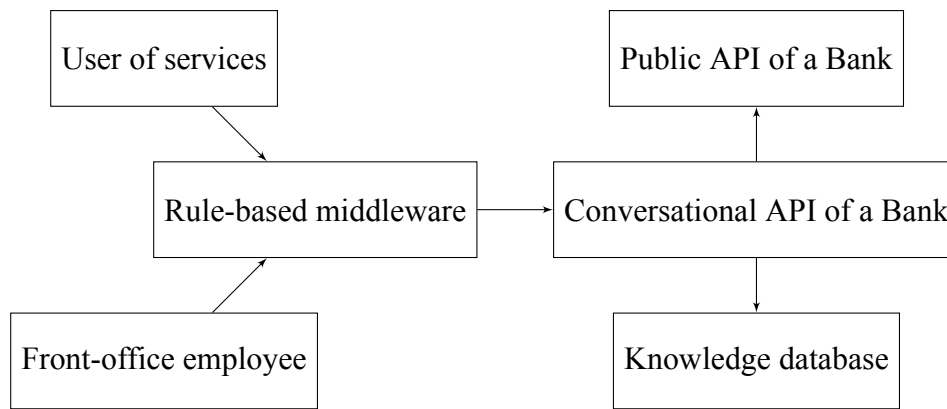 User of services
Public API of a Bank
Rule-based middleware
Conversational API of a Bank
Front-office employee
Knowledge database